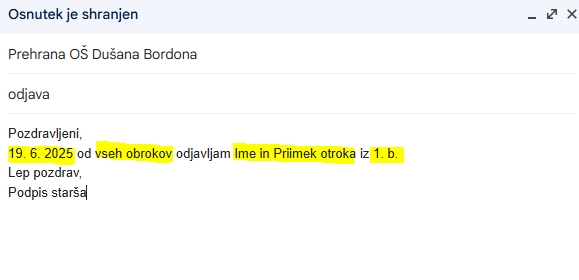 Osnutek je shranjen
Prehrana OŠ Dušana Bordona
odjava
Pozdravljeni,
19. 6. 2025 od vseh obrokov odjavljam Ime in Priimek otroka iz 1. b.
Lep pozdrav,
Podpis starša